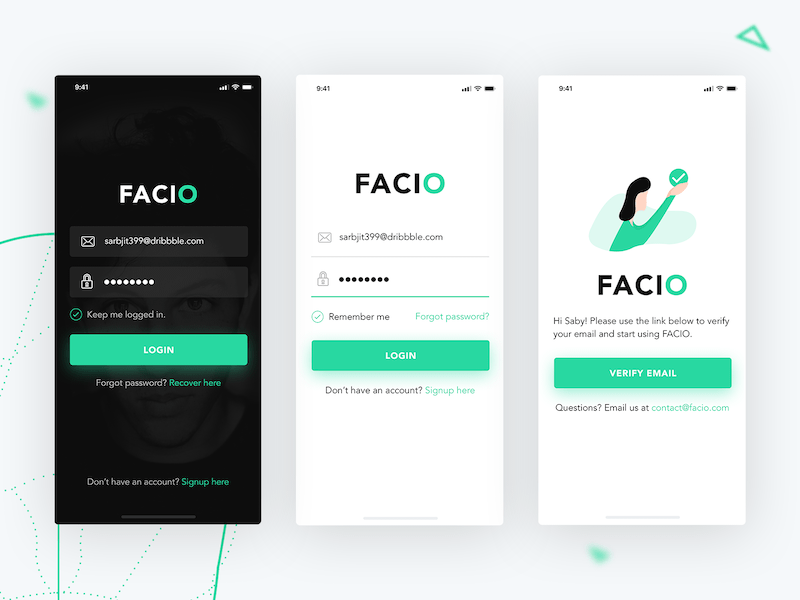 9:41
FACIO
sarbjit399@dribbble.com
●●●●●●●●
Keep me logged in.
LOGIN
Forgot password? Recover here
Don't have an account? Signup here
9:41
FACIO
sarbjit399@dribbble.com
●●●●●●●●
Remember me Forgot password?
LOGIN
Don't have an account? Signup here
9:41
FACIO
Hi Saby! Please use the link below to verify
your email and start using FACIO.
VERIFY EMAIL
Questions? Email us at contact@facio.com